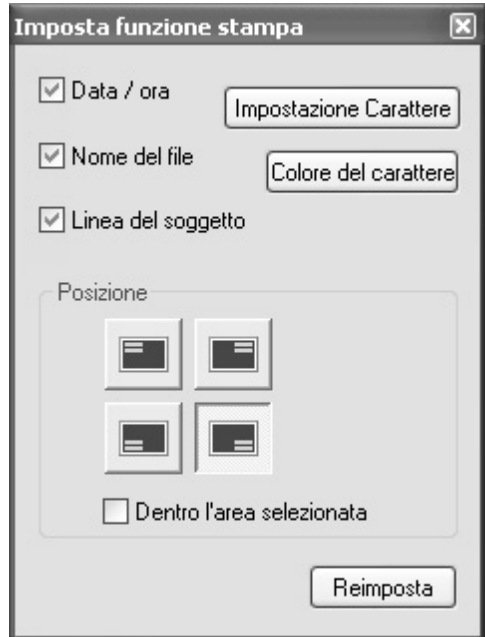 Imposta funzione stampa
Data / ora
Impostazione Carattere
Nome del file
Colore del carattere
Linea del soggetto
Posizione
Dentro l'area selezionata
Reimposta